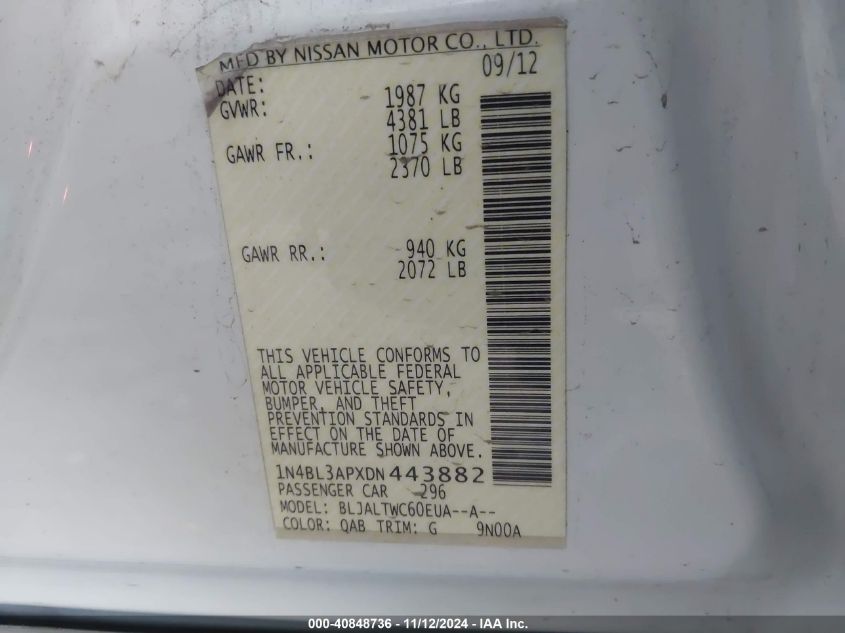 MFD BY NISSAN MOTOR CO., LTD.
DATE: 09/12
GVWR: 1987 KG
4381 LB
GAWR FR.: 1075 KG
2370 LB
GAWR RR.: 940 KG
2072 LB
THIS VEHICLE CONFORMS TO
ALL APPLICABLE FEDERAL
MOTOR VEHICLE SAFETY,
BUMPER, AND THEFT
PREVENTION STANDARDS IN
EFFECT ON THE DATE OF
MANUFACTURE SHOWN ABOVE.
1N4BL3APXDN443882
PASSENGER CAR 296
MODEL: BLJALTWC60EUA--A--
COLOR: QAB TRIM: G 9N00A
000-40848736 - 11/12/2024 - IAA Inc.